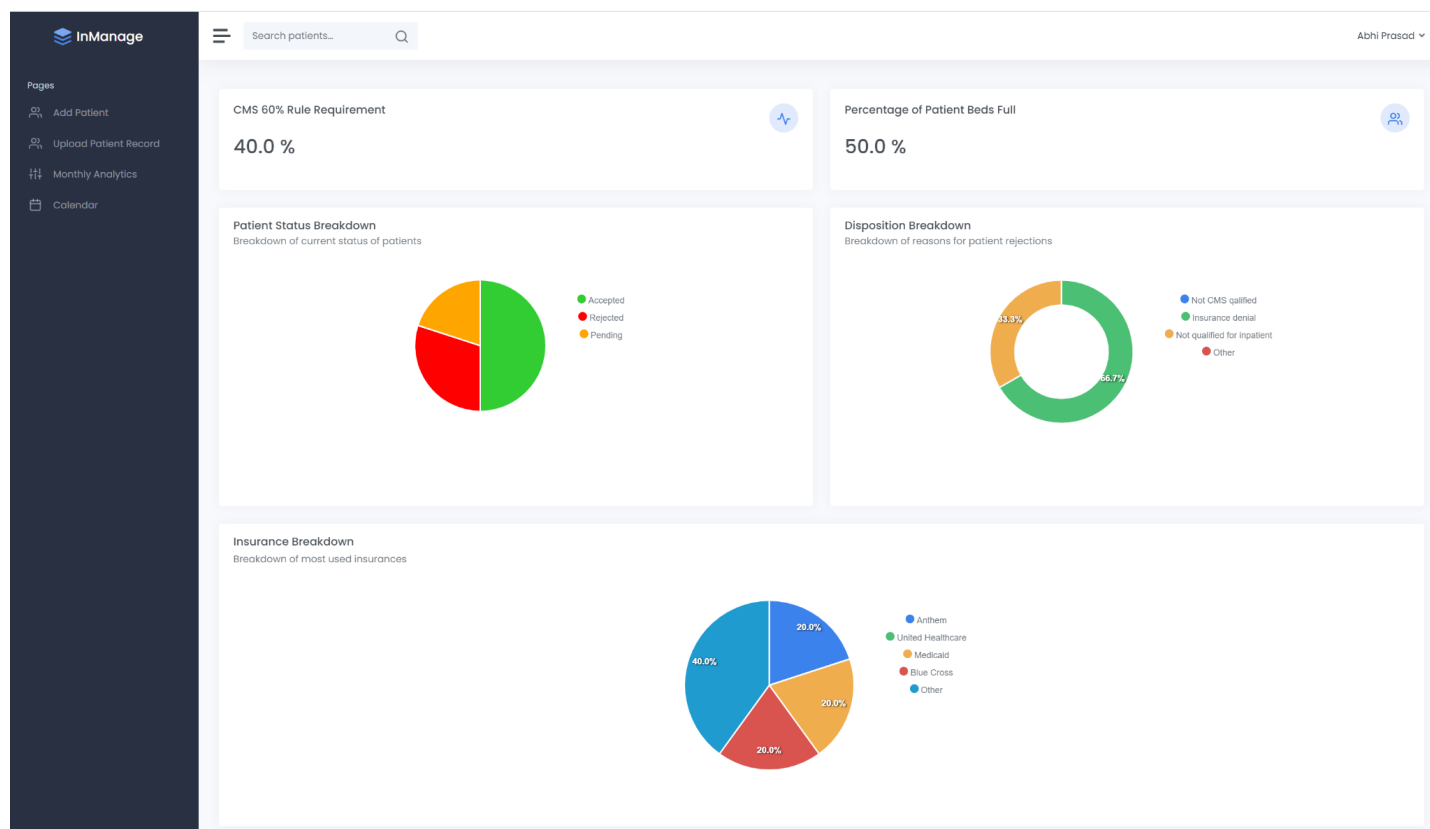 InManage
Search patients...
Abhi Prasad
Pages
Add Patient
Upload Patient Record
Monthly Analytics
Calendar
CMS 60% Rule Requirement
40.0 %
Percentage of Patient Beds Full
50.0 %
Patient Status Breakdown
Breakdown of current status of patients
Accepted
Rejected
Pending
Disposition Breakdown
Breakdown of reasons for patient rejections
33.3%
66.7%
Not CMS qalified
Insurance denial
Not qualified for inpatient
Other
Insurance Breakdown
Breakdown of most used insurances
20.0%
40.0%
20.0%
20.0%
Anthem
United Healthcare
Medicaid
Blue Cross
Other